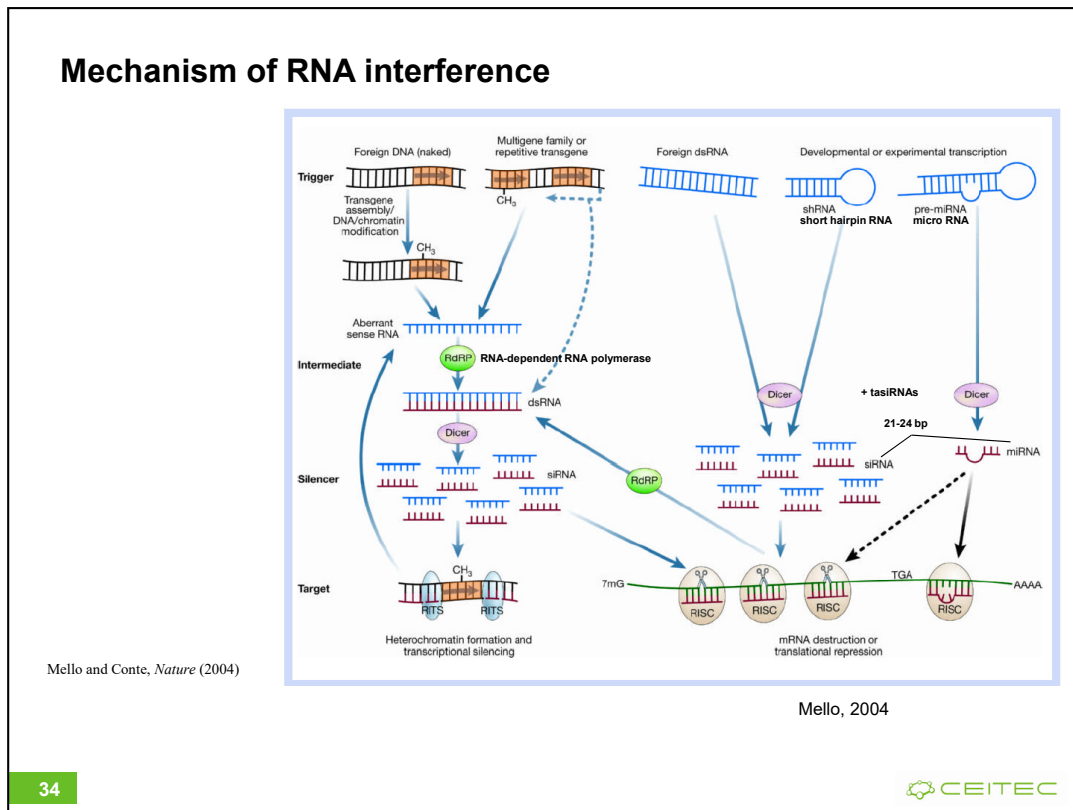 Mechanism of RNA interference
Foreign DNA (naked)
Multigene family or
repetitive transgene
Foreign dsRNA
Developmental or experimental transcription
Trigger
CH3
Transgene
assembly/
DNA/chromatin
modification
shRNA
short hairpin RNA
pre-miRNA
micro RNA
CH3
Aberrant
sense RNA
Intermediate
RdRP
RNA-dependent RNA polymerase
dsRNA
Dicer
Dicer
+ tasiRNAs
Dicer
21-24 bp
siRNA
miRNA
Silencer
siRNA
RdRP
Target
CH3
RITS
RITS
7mG
RISC
RISC
RISC
TGA
RISC
AAAA
Heterochromatin formation and
transcriptional silencing
mRNA destruction or
translational repression
Mello and Conte, Nature (2004)
Mello, 2004
34
CEITEC